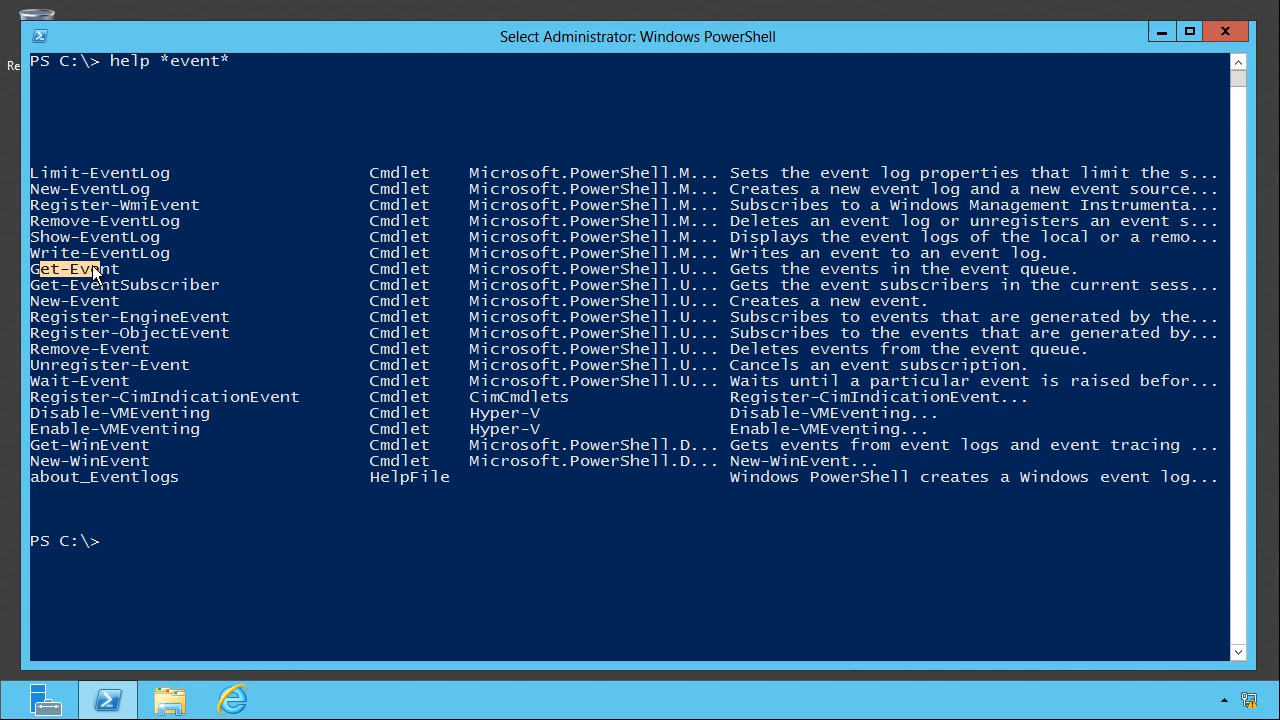 Select Administrator: Windows PowerShell
Re
PS C:\> help *event*
Limit-EventLog Cmdlet Microsoft.PowerShell.M... Sets the event log properties that limit the s...
New-EventLog Cmdlet Microsoft.PowerShell.M... Creates a new event log and a new event source...
Register-WmiEvent Cmdlet Microsoft.PowerShell.M... Subscribes to a Windows Management Instrumenta...
Remove-EventLog Cmdlet Microsoft.PowerShell.M... Deletes an event log or unregisters an event s...
Show-EventLog Cmdlet Microsoft.PowerShell.M... Displays the event logs of the local or a remo...
Write-EventLog Cmdlet Microsoft.PowerShell.M... Writes an event to an event log.
Get-Event Cmdlet Microsoft.PowerShell.U... Gets the events in the event queue.
Get-EventSubscriber Cmdlet Microsoft.PowerShell.U... Gets the event subscribers in the current sess...
New-Event Cmdlet Microsoft.PowerShell.U... Creates a new event.
Register-EngineEvent Cmdlet Microsoft.PowerShell.U... Subscribes to events that are generated by the...
Register-ObjectEvent Cmdlet Microsoft.PowerShell.U... Subscribes to the events that are generated by...
Remove-Event Cmdlet Microsoft.PowerShell.U... Deletes events from the event queue.
Unregister-Event Cmdlet Microsoft.PowerShell.U... Cancels an event subscription.
Wait-Event Cmdlet Microsoft.PowerShell.U... Waits until a particular event is raised befor...
Register-CimIndicationEvent Cmdlet CimCmdlets Register-CimIndicationEvent...
Disable-VMEventing Cmdlet Hyper-V Disable-VMEventing...
Enable-VMEventing Cmdlet Hyper-V Enable-VMEventing...
Get-WinEvent Cmdlet Microsoft.PowerShell.D... Gets events from event logs and event tracing ...
New-WinEvent Cmdlet Microsoft.PowerShell.D... New-WinEvent...
about_Eventlogs HelpFile Windows PowerShell creates a Windows event log...
PS C:\>